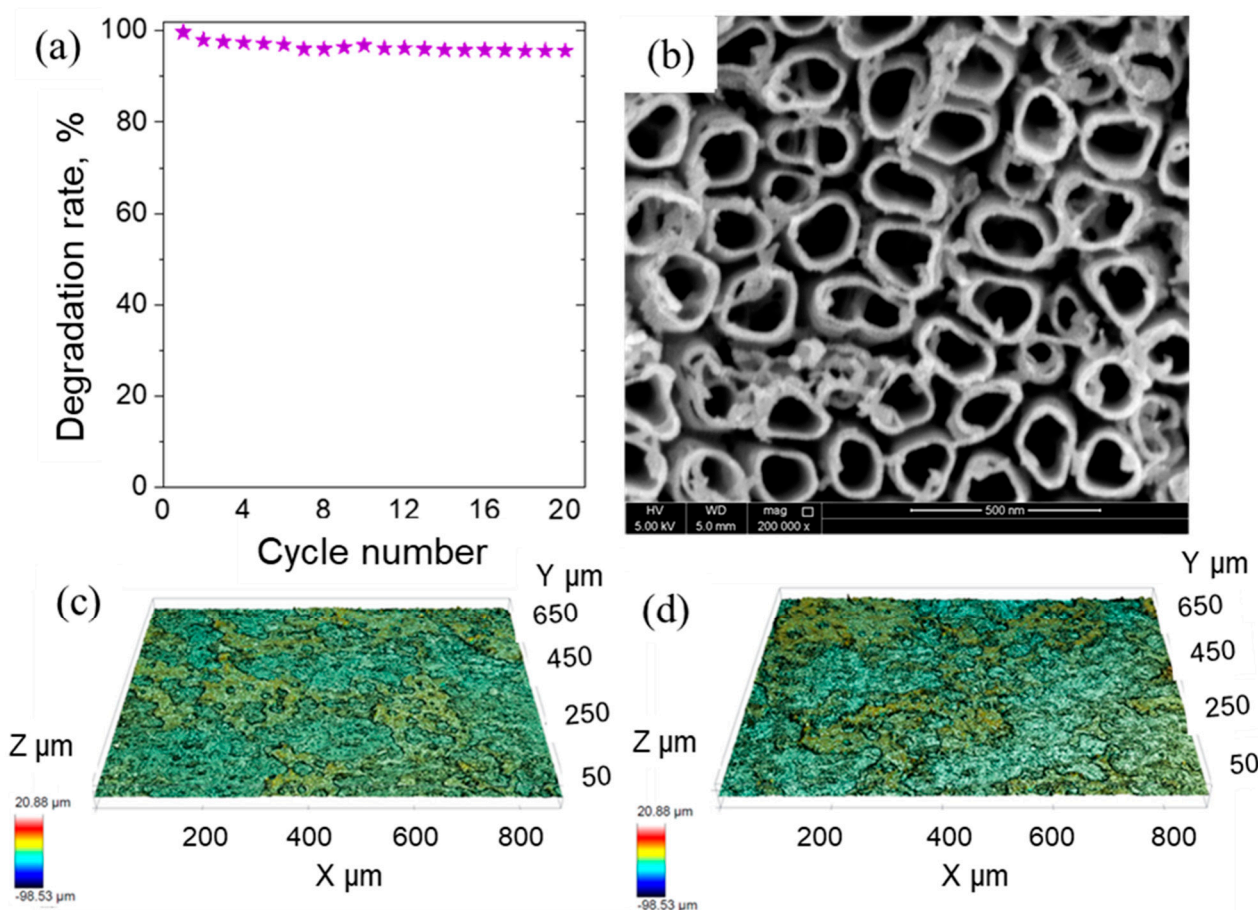 (a)
100
80
60
40
20
0
Degradation rate, %
0 4 8 12 16 20
Cycle number
(b)
HV WD mag
5.00 kV 5.0 mm 200 000 x
500 nm
(c)
Y µm
650
450
250
50
Z µm
20.88 µm
-98.53 µm
200 400 600 800
X µm
(d)
Y µm
650
450
250
50
Z µm
20.88 µm
-98.53 µm
200 400 600 800
X µm